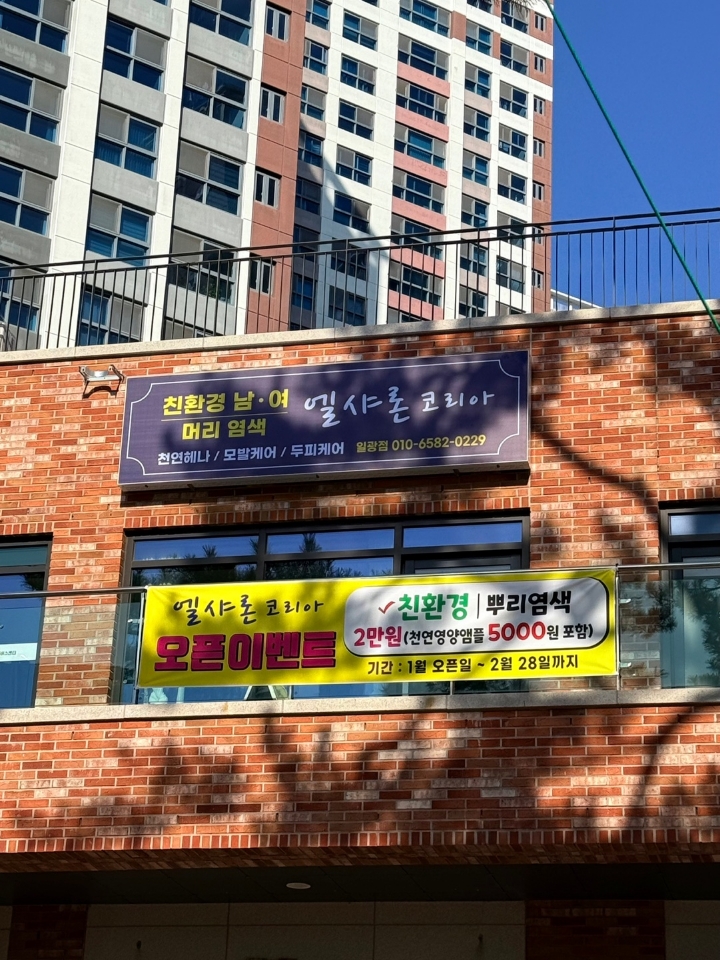 친환경 남·여
머리 염색
엘샤론 코리아
천연헤나 / 모발케어 / 두피케어 일광점 010-6582-0229
엘샤론 코리아
오픈이벤트
✓친환경 | 뿌리염색
2만원(천연영양앰플 5000원 포함)
기간 : 1월 오픈일 ~ 2월 28일까지